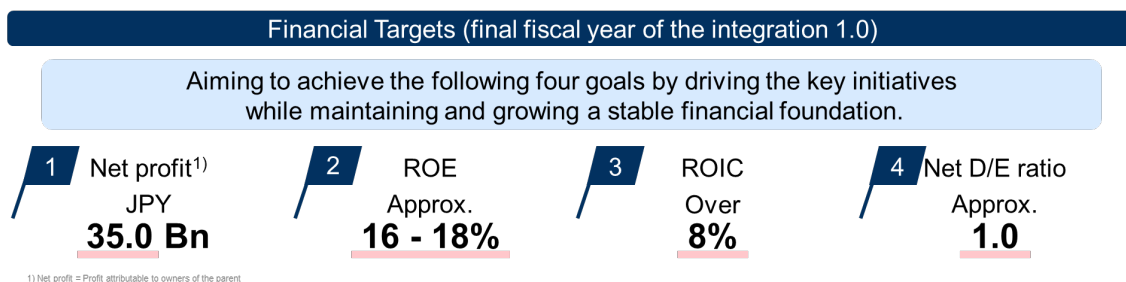 Financial Targets (final fiscal year of the integration 1.0)
Aiming to achieve the following four goals by driving the key initiatives
while maintaining and growing a stable financial foundation.
1 Net profit1)
JPY
35.0 Bn
2 ROE
Approx.
16 - 18%
3 ROIC
Over
8%
4 Net D/E ratio
Approx.
1.0
1) Net profit = Profit attributable to owners of the parent